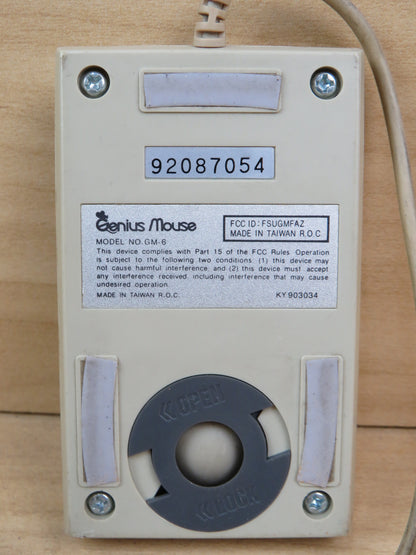 92087054
Genius Mouse
FCC ID: FSUGMFAZ
MADE IN TAIWAN R.O.C.
MODEL NO. GM-6
This device complies with Part 15 of the FCC Rules Operation
is subject to the following two conditions: (1) this device may
not cause harmful interference, and (2) this device must accept
any interference received, including interference that may cause
undesired operation.
MADE IN TAIWAN R.O.C.
KY 903034
≪ OPEN
≪ LOCK